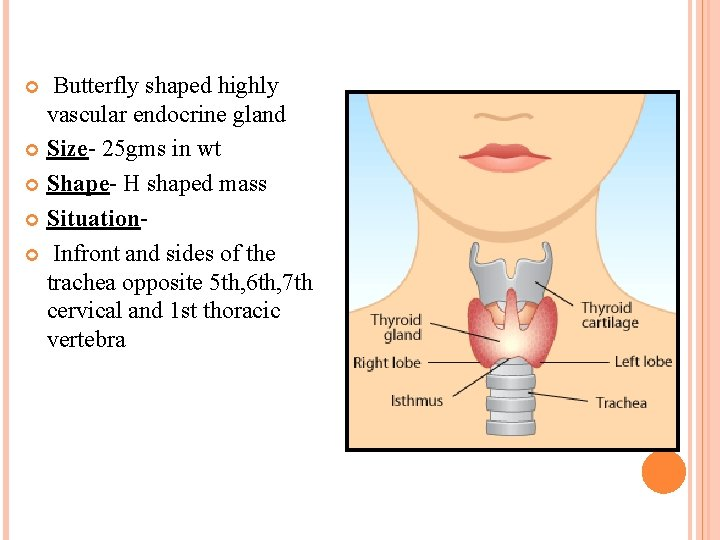 Butterfly shaped highly
vascular endocrine gland
Size- 25gms in wt
Shape- H shaped mass
Situation-
Infront and sides of the
trachea opposite 5th,6th,7th
cervical and 1st thoracic
vertebra
Thyroid
gland
Right lobe
Isthmus
Thyroid
cartilage
Left lobe
Trachea